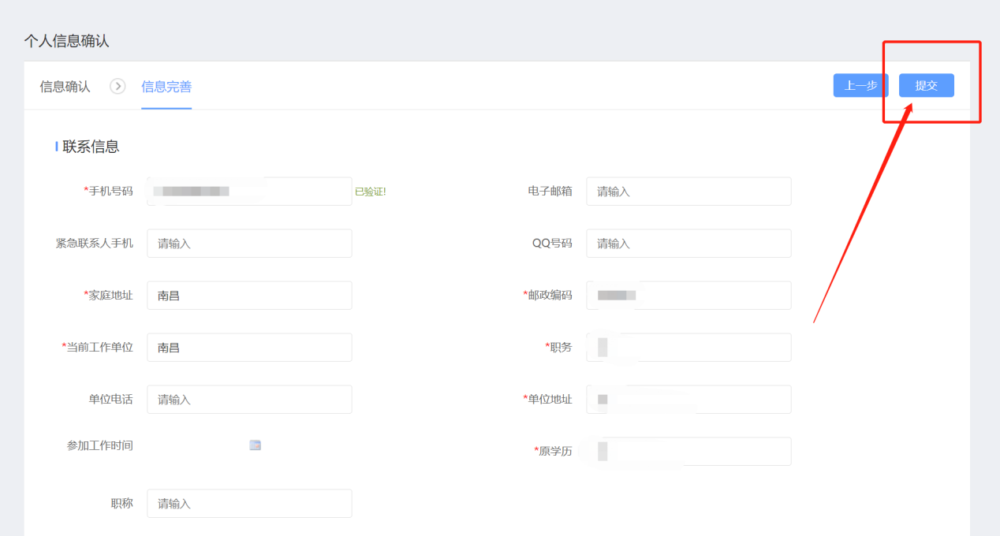 个人信息确认
信息确认 信息完善 上一步 提交
联系信息
*手机号码 已验证! 电子邮箱 请输入
紧急联系人手机 请输入 QQ号码 请输入
*家庭地址 南昌 *邮政编码
*当前工作单位 南昌 *职务
单位电话 请输入 *单位地址
参加工作时间 *原学历
职称 请输入